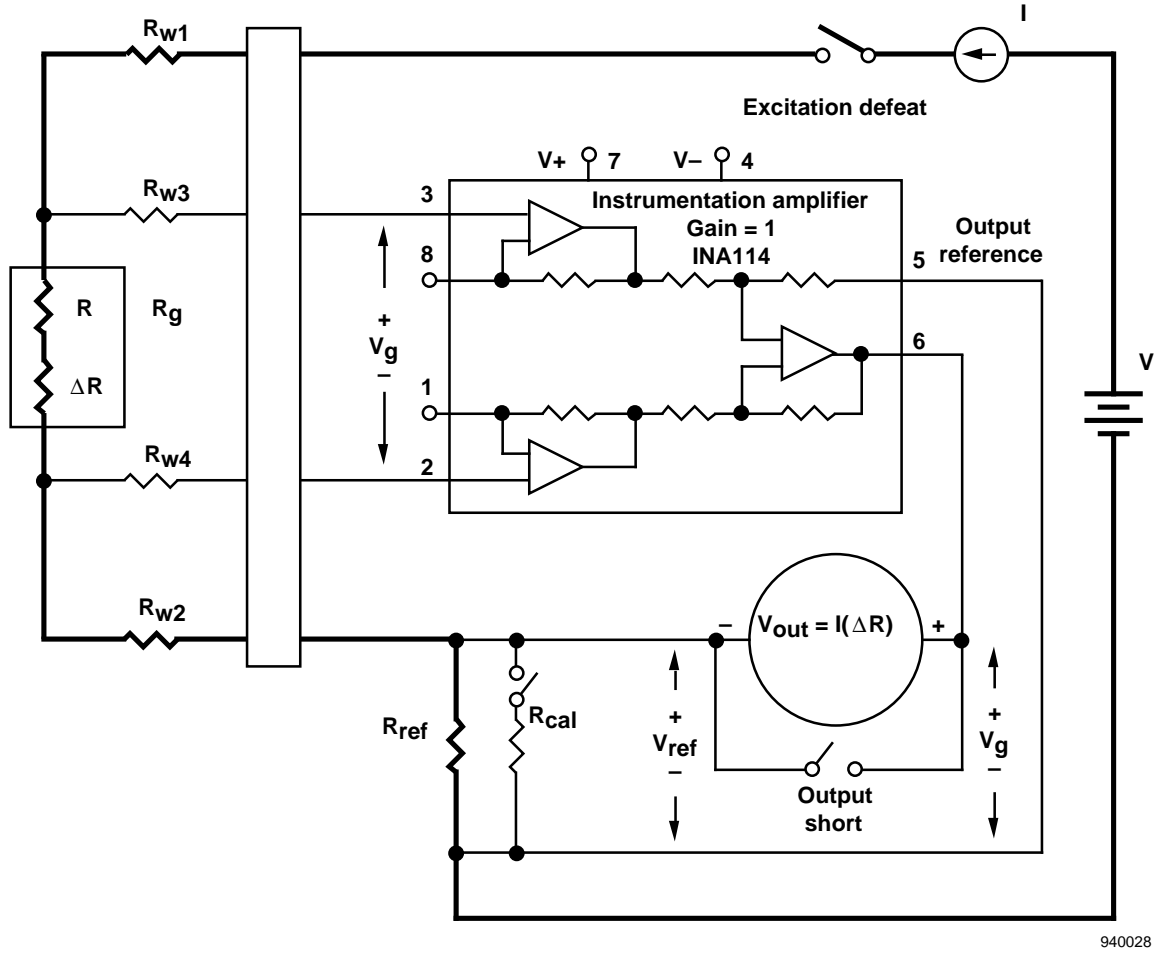 I
Rw1
Excitation defeat
V+ 7 V– 4
Rw3
3
Instrumentation amplifier
Gain = 1
INA114
Output
reference
8
5
R
Rg
+
Vg
–
6
ΔR
1
V
Rw4
2
Rw2
– Vout = I(ΔR) +
Rref
Rcal
+
Vref
–
+
Vg
–
Output
short
940028